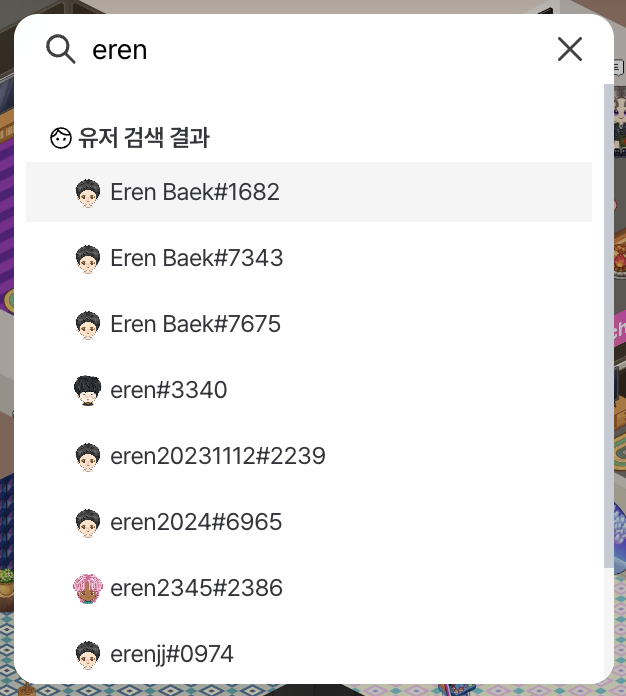 eren
유저 검색 결과
Eren Baek#1682
Eren Baek#7343
Eren Baek#7675
eren#3340
eren20231112#2239
eren2024#6965
eren2345#2386
erenjj#0974